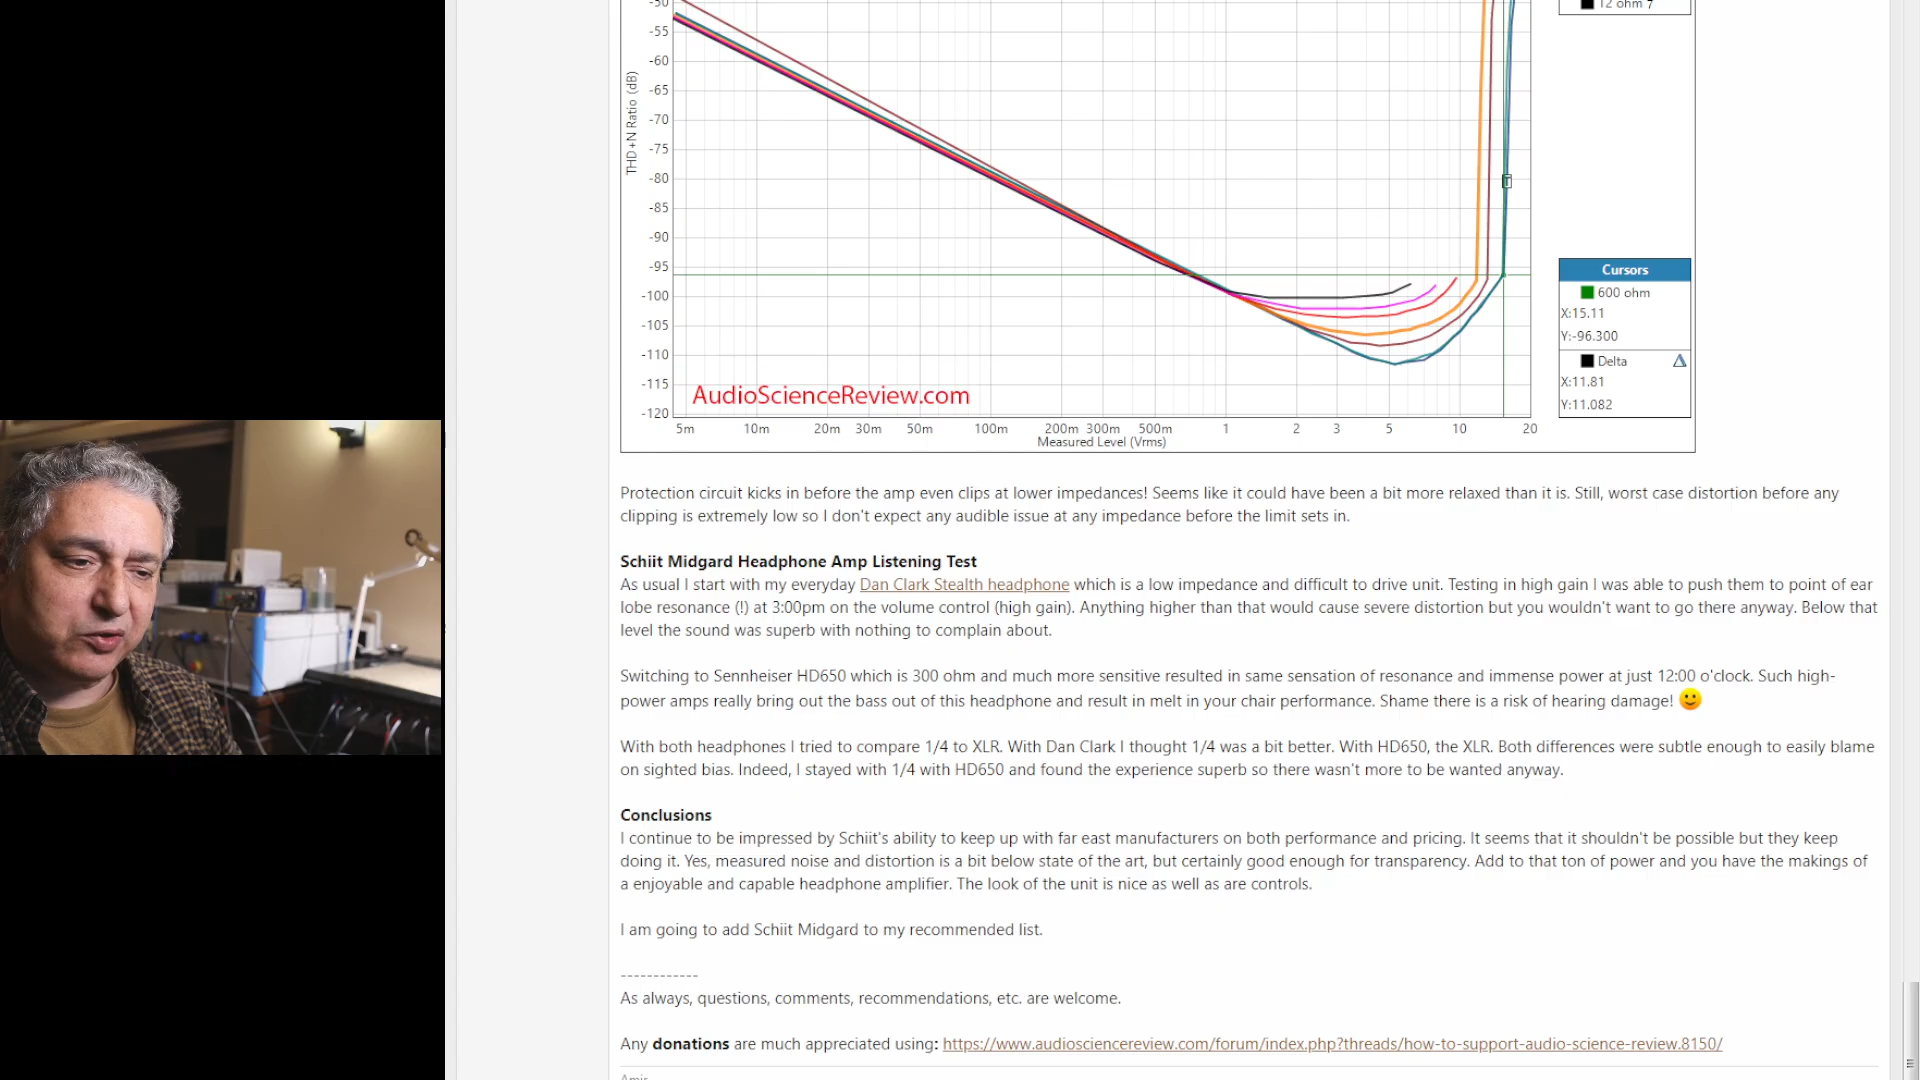 -50
12 ohm 7
-55
-60
-65
-70
-75
-80
-85
-90
-95
-100
-105
-110
-115
-120
THD+N Ratio (dB)
T
Cursors
600 ohm
X:15.11
Y:-96.300
Delta
X:11.81
Y:11.082
AudioScienceReview.com
5m 10m 20m 30m 50m 100m 200m 300m 500m 1 2 3 5 10 20
Measured Level (Vrms)
Protection circuit kicks in before the amp even clips at lower impedances! Seems like it could have been a bit more relaxed than it is. Still, worst case distortion before any
clipping is extremely low so I don't expect any audible issue at any impedance before the limit sets in.
Schiit Midgard Headphone Amp Listening Test
As usual I start with my everyday Dan Clark Stealth headphone which is a low impedance and difficult to drive unit. Testing in high gain I was able to push them to point of ear
lobe resonance (!) at 3:00pm on the volume control (high gain). Anything higher than that would cause severe distortion but you wouldn't want to go there anyway. Below that
level the sound was superb with nothing to complain about.
Switching to Sennheiser HD650 which is 300 ohm and much more sensitive resulted in same sensation of resonance and immense power at just 12:00 o'clock. Such high-
power amps really bring out the bass out of this headphone and result in melt in your chair performance. Shame there is a risk of hearing damage!
With both headphones I tried to compare 1/4 to XLR. With Dan Clark I thought 1/4 was a bit better. With HD650, the XLR. Both differences were subtle enough to easily blame
on sighted bias. Indeed, I stayed with 1/4 with HD650 and found the experience superb so there wasn't more to be wanted anyway.
Conclusions
I continue to be impressed by Schiit's ability to keep up with far east manufacturers on both performance and pricing. It seems that it shouldn't be possible but they keep
doing it. Yes, measured noise and distortion is a bit below state of the art, but certainly good enough for transparency. Add to that ton of power and you have the makings of
a enjoyable and capable headphone amplifier. The look of the unit is nice as well as are controls.
I am going to add Schiit Midgard to my recommended list.
------------
As always, questions, comments, recommendations, etc. are welcome.
Any donations are much appreciated using: https://www.audiosciencereview.com/forum/index.php?threads/how-to-support-audio-science-review.8150/
Amir